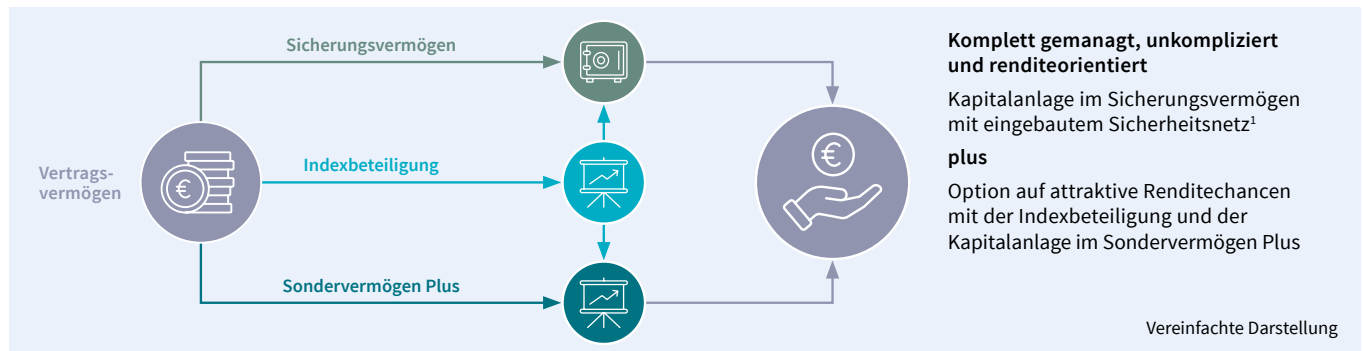 Sicherungsvermögen
Indexbeteiligung
Vertrags-
vermögen
€
Sondervermögen Plus
€
Komplett gemanagt, unkompliziert
und renditeorientiert
Kapitalanlage im Sicherungsvermögen
mit eingebautem Sicherheitsnetz¹
plus
Option auf attraktive Renditechancen
mit der Indexbeteiligung und der
Kapitalanlage im Sondervermögen Plus
Vereinfachte Darstellung